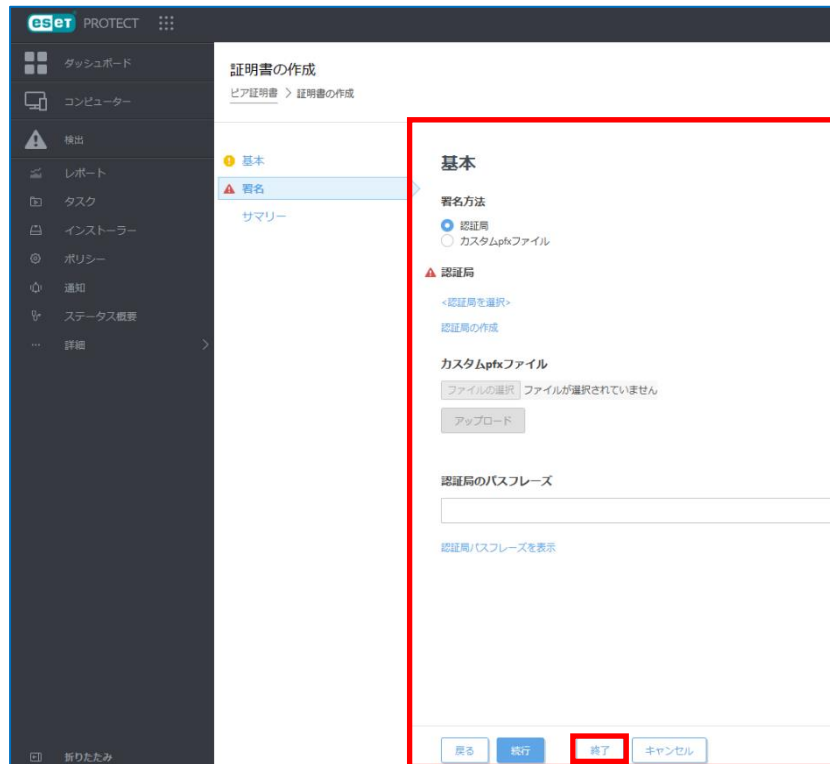 eset PROTECT
ダッシュボード
コンピューター
検出
レポート
タスク
インストーラー
ポリシー
通知
ステータス概要
詳細
折りたたみ
証明書の作成
ピア証明書 > 証明書の作成
基本
署名
サマリー
基本
署名方法
認証局
カスタムpfxファイル
認証局
<認証局を選択>
認証局の作成
カスタムpfxファイル
ファイルの選択 ファイルが選択されていません
アップロード
認証局のパスフレーズ
認証局パスフレーズを表示
戻る 続行 終了 キャンセル